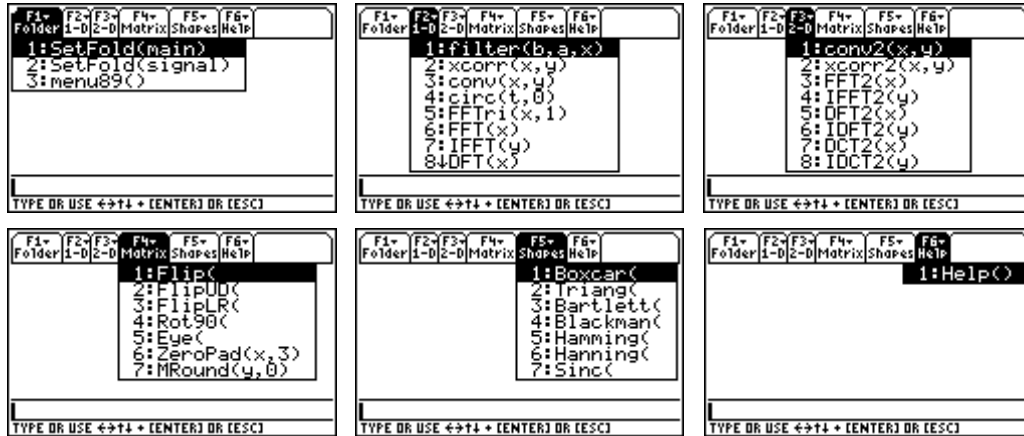 F1 F2 F3 F4 F5 F6
Folder 1-D 2-D Matrix Shapes Help
1:SetFold(main)
2:SetFold(signal)
3:menu89()
TYPE OR USE ←→↑↓ + [ENTER] OR [ESC]
F1 F2 F3 F4 F5 F6
Folder 1-D 2-D Matrix Shapes Help
1:filter(b,a,x)
2:xcorr(x,y)
3:conv(x,y)
4:circ(t,0)
5:FFTri(x,1)
6:FFT(x)
7:IFFT(y)
8↓DFT(x)
TYPE OR USE ←→↑↓ + [ENTER] OR [ESC]
F1 F2 F3 F4 F5 F6
Folder 1-D 2-D Matrix Shapes Help
1:conv2(x,y)
2:xcorr2(x,y)
3:FFT2(x)
4:IFFT2(y)
5:DFT2(x)
6:IDFT2(y)
7:DCT2(x)
8:IDCT2(y)
TYPE OR USE ←→↑↓ + [ENTER] OR [ESC]
F1 F2 F3 F4 F5 F6
Folder 1-D 2-D Matrix Shapes Help
1:Flip(
2:FlipUD(
3:FlipLR(
4:Rot90(
5:Eye(
6:ZeroPad(x,3)
7:MRound(y,0)
TYPE OR USE ←→↑↓ + [ENTER] OR [ESC]
F1 F2 F3 F4 F5 F6
Folder 1-D 2-D Matrix Shapes Help
1:Boxcar(
2:Triang(
3:Bartlett(
4:Blackman(
5:Hamming(
6:Hanning(
7:Sinc(
TYPE OR USE ←→↑↓ + [ENTER] OR [ESC]
F1 F2 F3 F4 F5 F6
Folder 1-D 2-D Matrix Shapes Help
1:Help()
TYPE OR USE ←→↑↓ + [ENTER] OR [ESC]